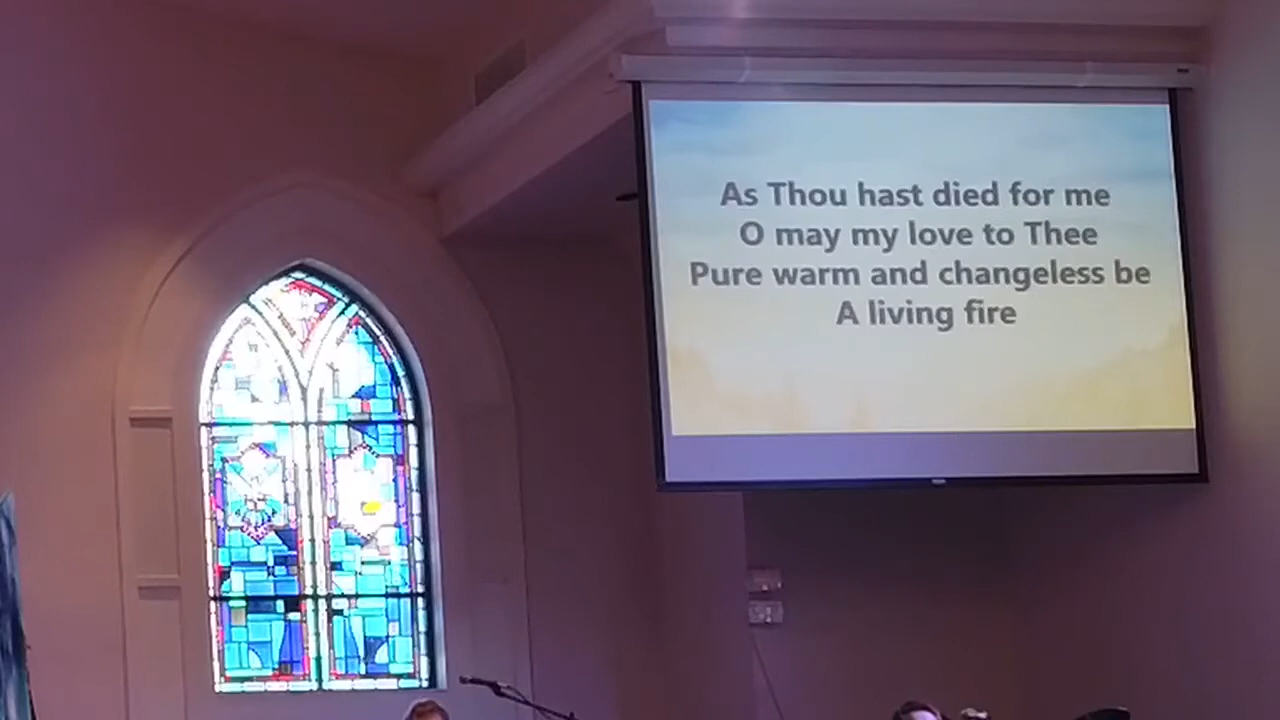 As Thou hast died for me
O may my love to Thee
Pure warm and changeless be
A living fire